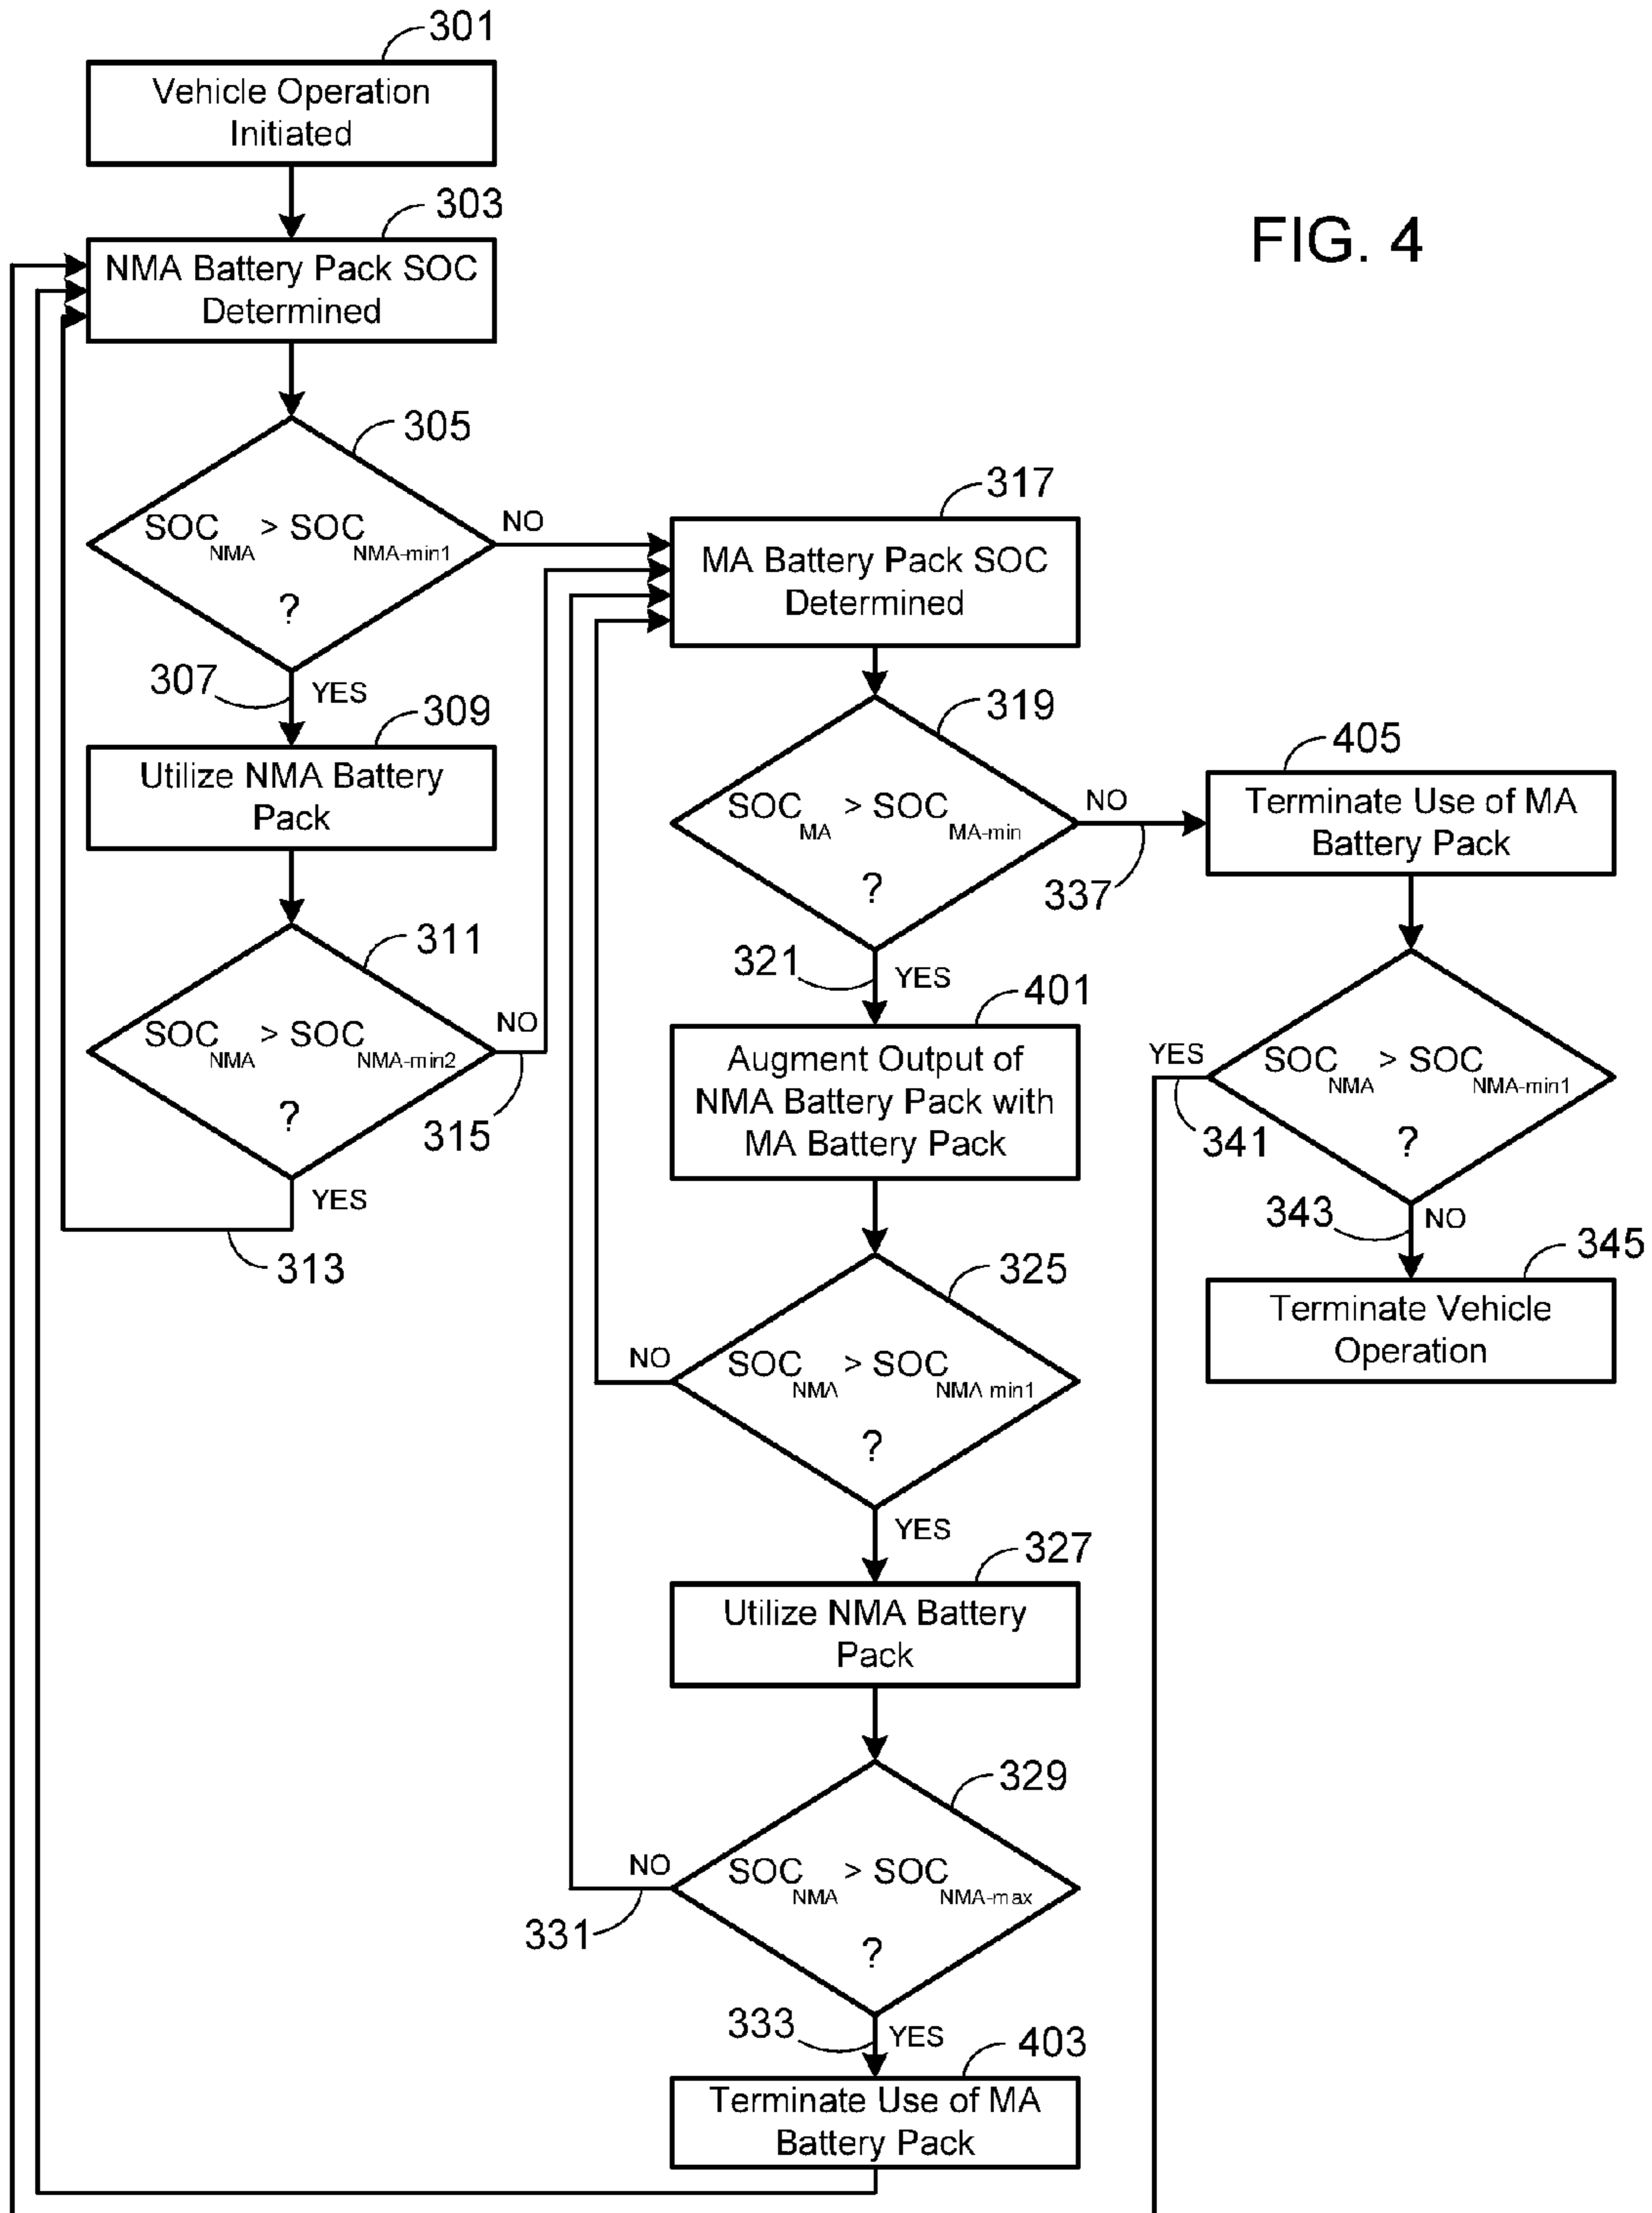 301
Vehicle Operation
Initiated
303
NMA Battery Pack SOC
Determined
FIG. 4
305
SOC NMA > SOC NMA-min1
?
NO
307
YES
309
Utilize NMA Battery
Pack
311
SOC NMA > SOC NMA-min2
?
NO
315
YES
313
317
MA Battery Pack SOC
Determined
319
SOC MA > SOC MA-min
?
NO
337
321
YES
401
Augment Output of
NMA Battery Pack with
MA Battery Pack
325
SOC NMA > SOC NMA min1
?
NO
YES
327
Utilize NMA Battery
Pack
329
SOC NMA > SOC NMA-max
?
NO
331
333
YES
403
Terminate Use of MA
Battery Pack
405
Terminate Use of MA
Battery Pack
YES
SOC NMA > SOC NMA-min1
?
341
343
NO
345
Terminate Vehicle
Operation